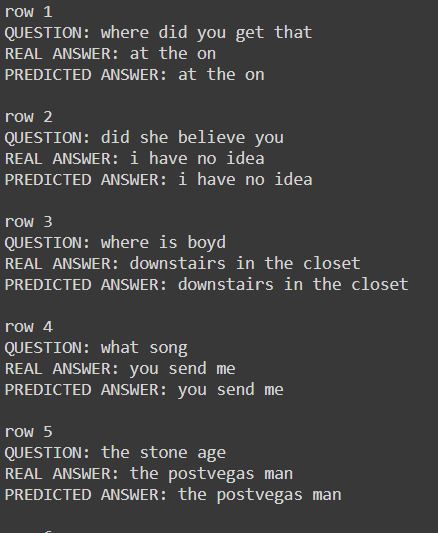 row 1
QUESTION: where did you get that
REAL ANSWER: at the on
PREDICTED ANSWER: at the on
row 2
QUESTION: did she believe you
REAL ANSWER: i have no idea
PREDICTED ANSWER: i have no idea
row 3
QUESTION: where is boyd
REAL ANSWER: downstairs in the closet
PREDICTED ANSWER: downstairs in the closet
row 4
QUESTION: what song
REAL ANSWER: you send me
PREDICTED ANSWER: you send me
row 5
QUESTION: the stone age
REAL ANSWER: the postvegas man
PREDICTED ANSWER: the postvegas man